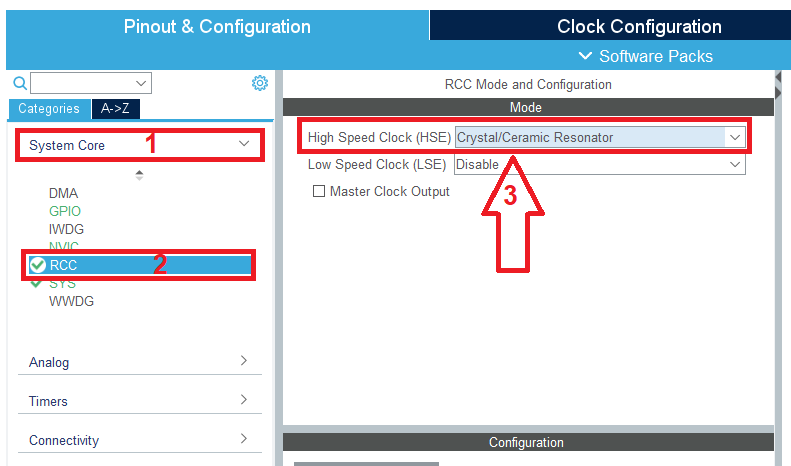 Pinout & Configuration
Clock Configuration
Software Packs
Categories A->Z
System Core 1
DMA
GPIO
IWDG
NVIC
RCC 2
SYS
WWDG
Analog
Timers
Connectivity
RCC Mode and Configuration
Mode
High Speed Clock (HSE) Crystal/Ceramic Resonator
Low Speed Clock (LSE) Disable
Master Clock Output
3
Configuration